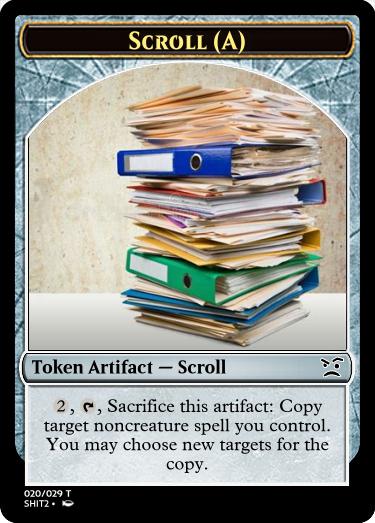 Scroll (A)
Token Artifact — Scroll
2, T, Sacrifice this artifact: Copy
target noncreature spell you control.
You may choose new targets for the
copy.
020/029 T
SHIT2 •